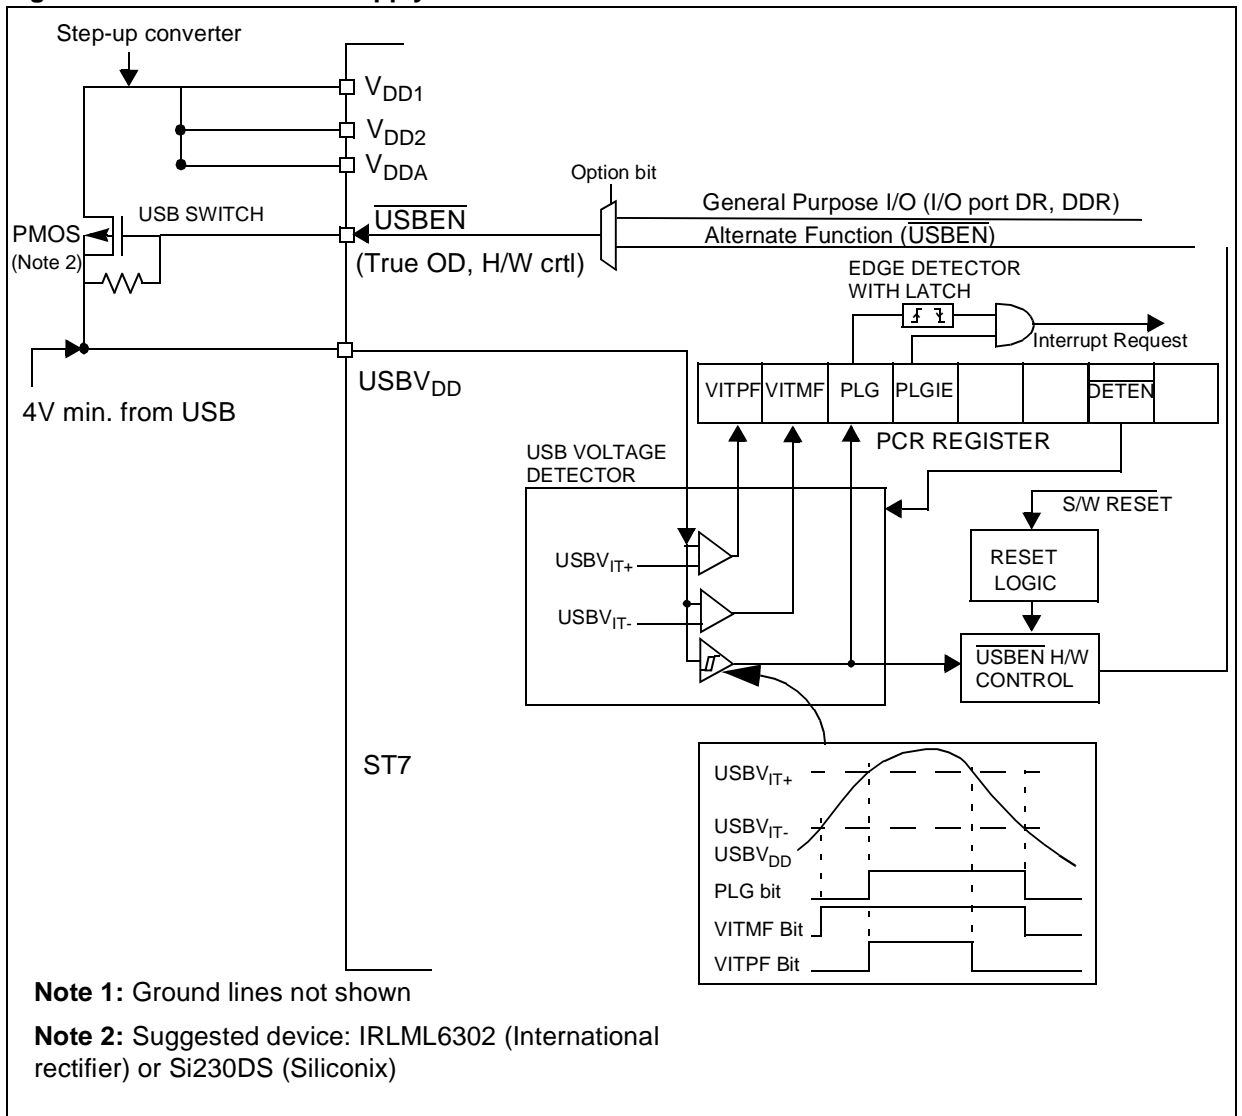 Step-up converter
VDD1
VDD2
VDDA
Option bit
USB SWITCH
USBEN
General Purpose I/O (I/O port DR, DDR)
PMOS
(Note 2)
Alternate Function (USBEN)
(True OD, H/W crtl)
EDGE DETECTOR
WITH LATCH
Interrupt Request
USBVDD
4V min. from USB
VITPF VITMF PLG PLGIE DETEN
PCR REGISTER
USB VOLTAGE
DETECTOR
S/W RESET
USBVIT+
RESET
LOGIC
USBVIT-
USBEN H/W
CONTROL
ST7
USBVIT+
USBVIT-
USBVDD
PLG bit
VITMF Bit
VITPF Bit
Note 1: Ground lines not shown
Note 2: Suggested device: IRLML6302 (International
rectifier) or Si230DS (Siliconix)